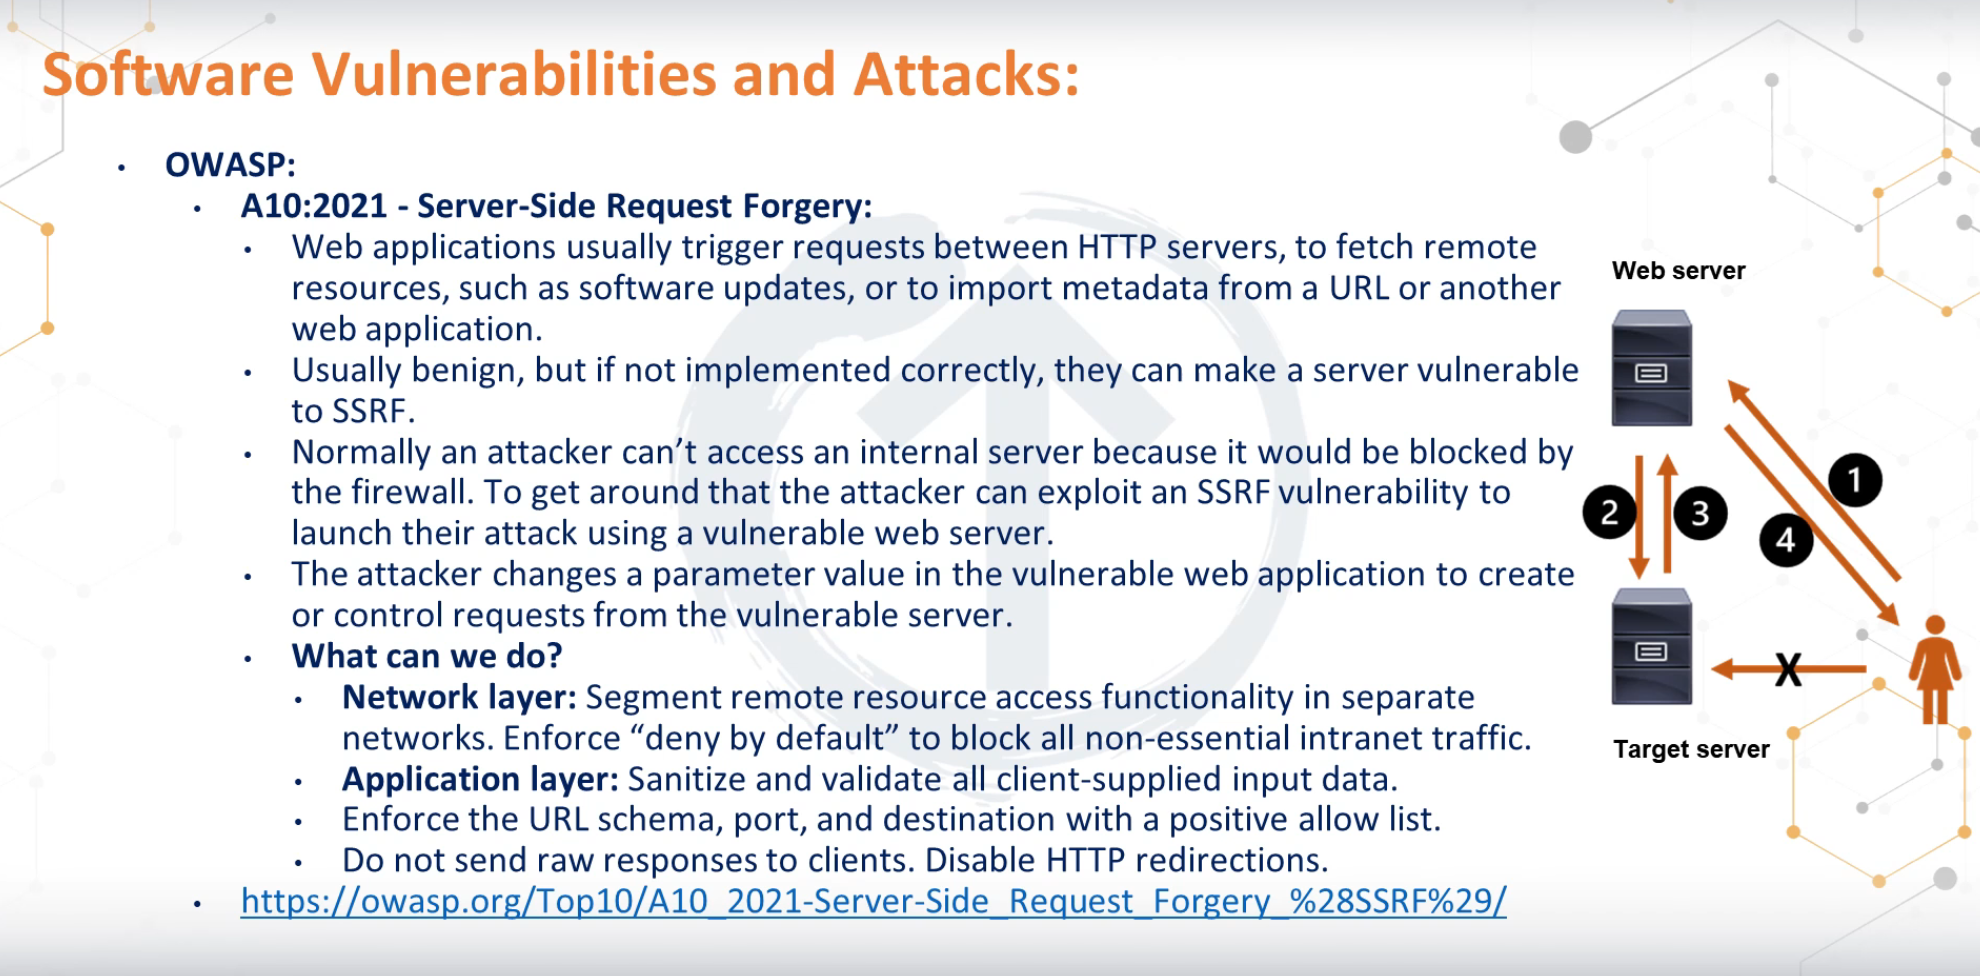 Software Vulnerabilities and Attacks:
• OWASP:
• A10:2021 - Server-Side Request Forgery:
• Web applications usually trigger requests between HTTP servers, to fetch remote
resources, such as software updates, or to import metadata from a URL or another
web application.
• Usually benign, but if not implemented correctly, they can make a server vulnerable
to SSRF.
• Normally an attacker can’t access an internal server because it would be blocked by
the firewall. To get around that the attacker can exploit an SSRF vulnerability to
launch their attack using a vulnerable web server.
• The attacker changes a parameter value in the vulnerable web application to create
or control requests from the vulnerable server.
• What can we do?
• Network layer: Segment remote resource access functionality in separate
networks. Enforce “deny by default” to block all non-essential intranet traffic.
• Application layer: Sanitize and validate all client-supplied input data.
• Enforce the URL schema, port, and destination with a positive allow list.
• Do not send raw responses to clients. Disable HTTP redirections.
• https://owasp.org/Top10/A10_2021-Server-Side_Request_Forgery_%28SSRF%29/
Web server
1
2
3
4
X
Target server